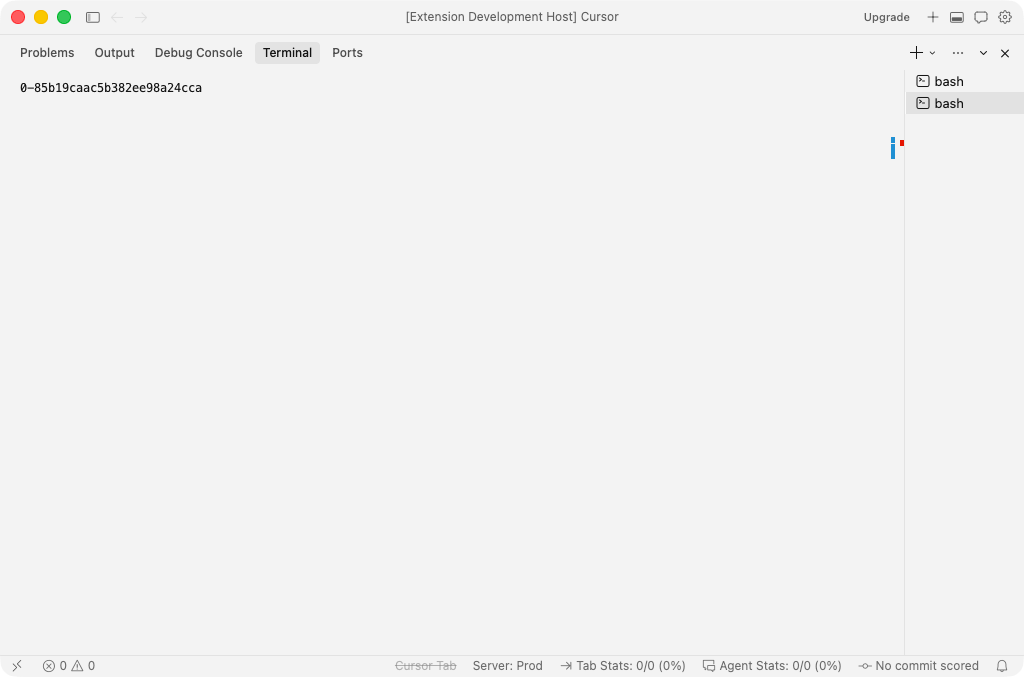 [Extension Development Host] Cursor
Upgrade
Problems Output Debug Console Terminal Ports
0-85b19caac5b382ee98a24cca
bash
bash
0 0 Cursor Tab Server: Prod Tab Stats: 0/0 (0%) Agent Stats: 0/0 (0%) No commit scored